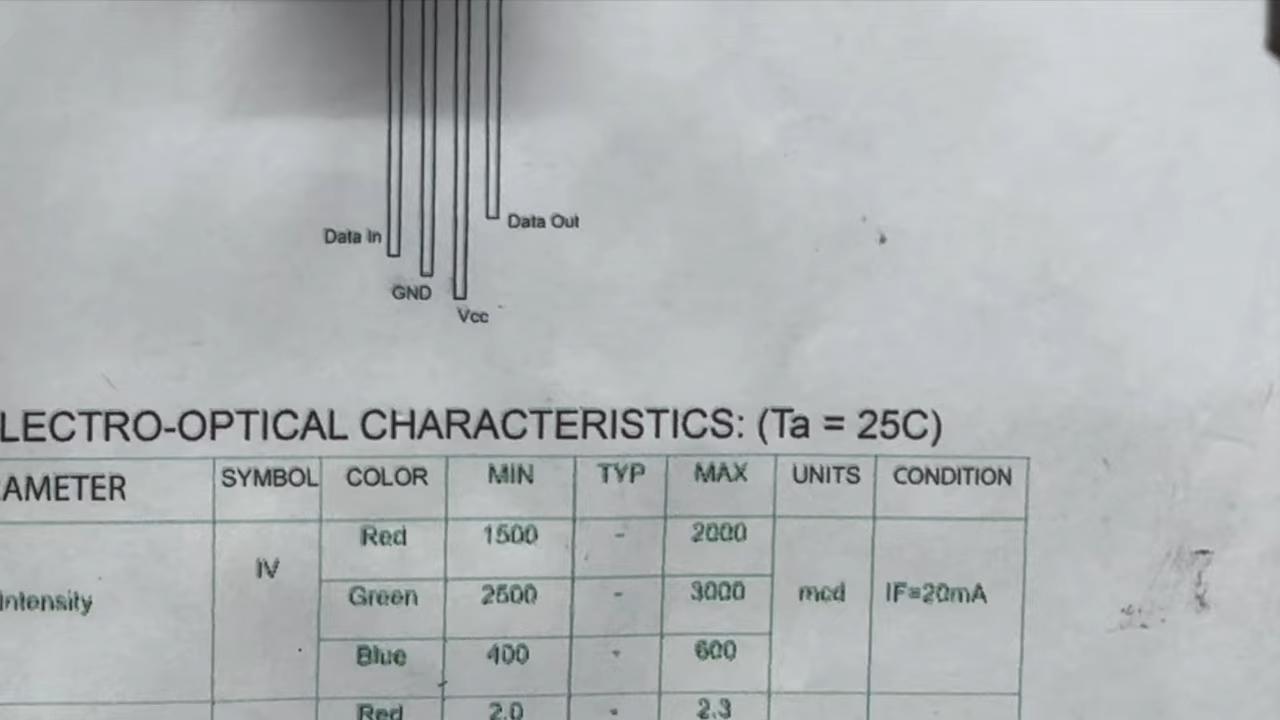 Data Out
Data In
GND
Vcc
LECTRO-OPTICAL CHARACTERISTICS: (Ta = 25C)
AMETER SYMBOL COLOR MIN TYP MAX UNITS CONDITION
Red 1500 - 2000
Intensity IV Green 2500 - 3000 mcd IF=20mA
Blue 400 - 600
Red 2.0 - 2.3